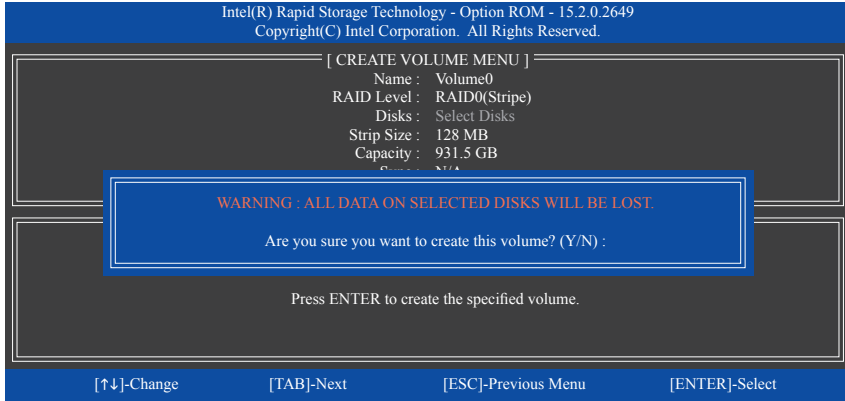 Intel(R) Rapid Storage Technology - Option ROM - 15.2.0.2649
Copyright(C) Intel Corporation.  All Rights Reserved.
[ CREATE VOLUME MENU ]
Name :  Volume0
RAID Level :  RAID0(Stripe)
Disks :  Select Disks
Strip Size :  128 MB
Capacity :  931.5 GB
WARNING : ALL DATA ON SELECTED DISKS WILL BE LOST.
Are you sure you want to create this volume? (Y/N) :
Press ENTER to create the specified volume.
[↑↓]-Change [TAB]-Next [ESC]-Previous Menu [ENTER]-Select